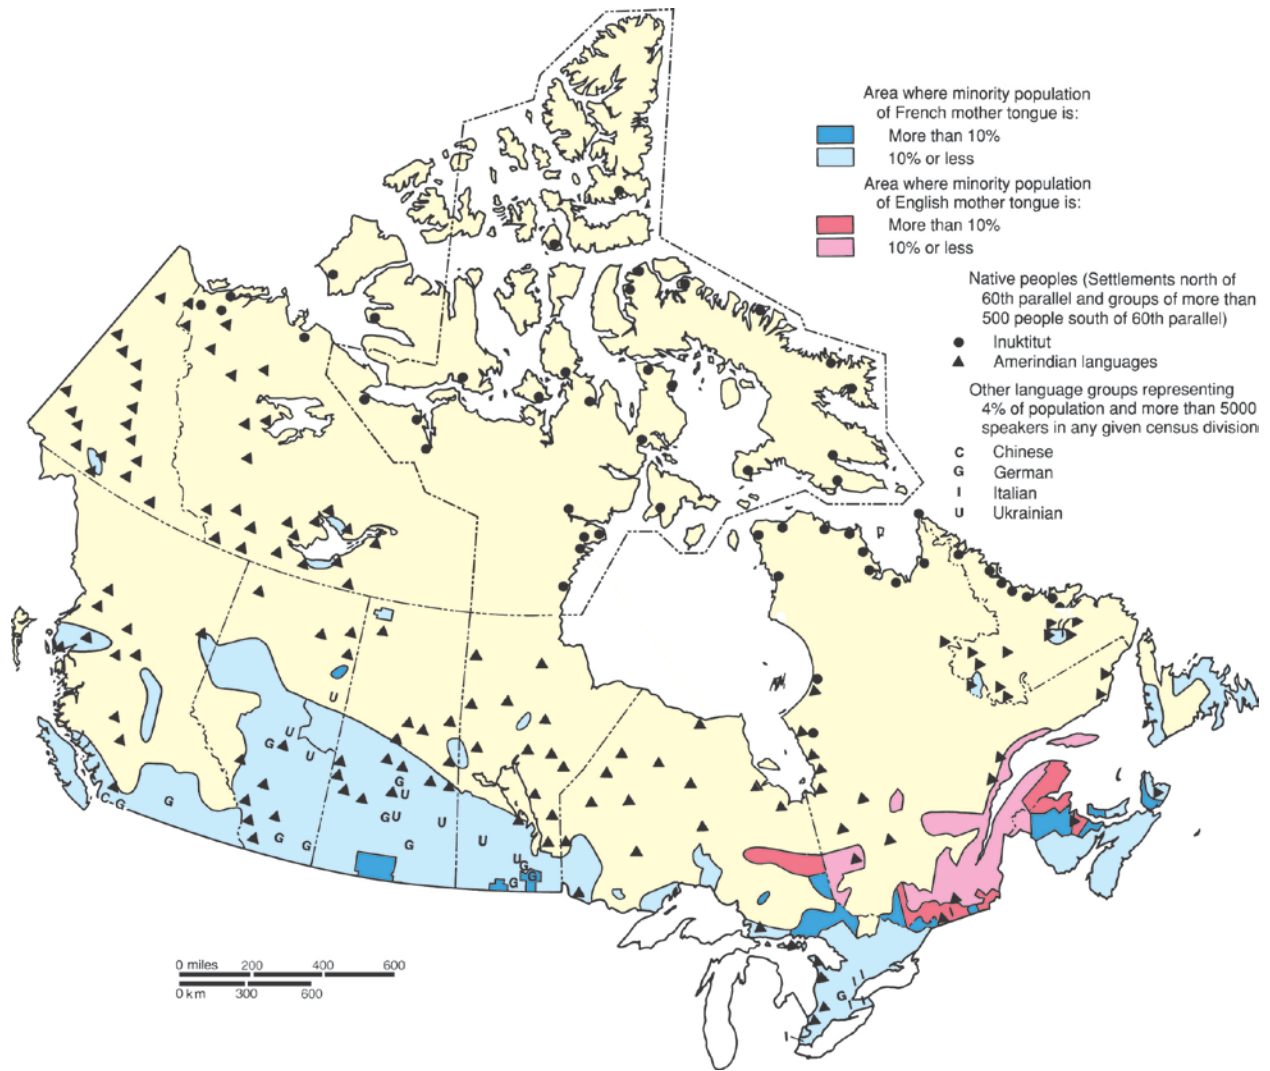 Area where minority population
of French mother tongue is:
More than 10%
10% or less
Area where minority population
of English mother tongue is:
More than 10%
10% or less
Native peoples (Settlements north of
60th parallel and groups of more than
500 people south of 60th parallel)
Inuktitut
Amerindian languages
Other language groups representing
4% of population and more than 5000
speakers in any given census division
C Chinese
G German
I Italian
U Ukrainian
U
G
U
U
G
U
C
G
G
G
G
G
U
U
G
U
U
G
G
G
I
I
I
G
I
I
I
0 miles 200 400 600
0 km 300 600